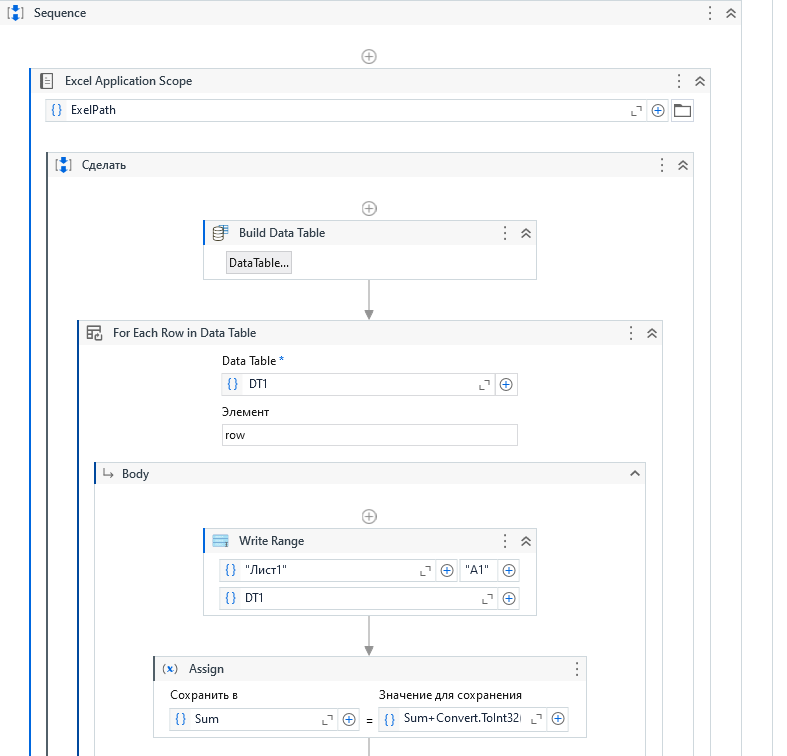 Sequence
Excel Application Scope
{} ExelPath
Сделать
Build Data Table
DataTable...
For Each Row in Data Table
Data Table *
{} DT1
Элемент
row
Body
Write Range
{} "Лист1" "A1"
{} DT1
(x) Assign
Сохранить в Значение для сохранения
{} Sum = {} Sum+Convert.ToInt32(